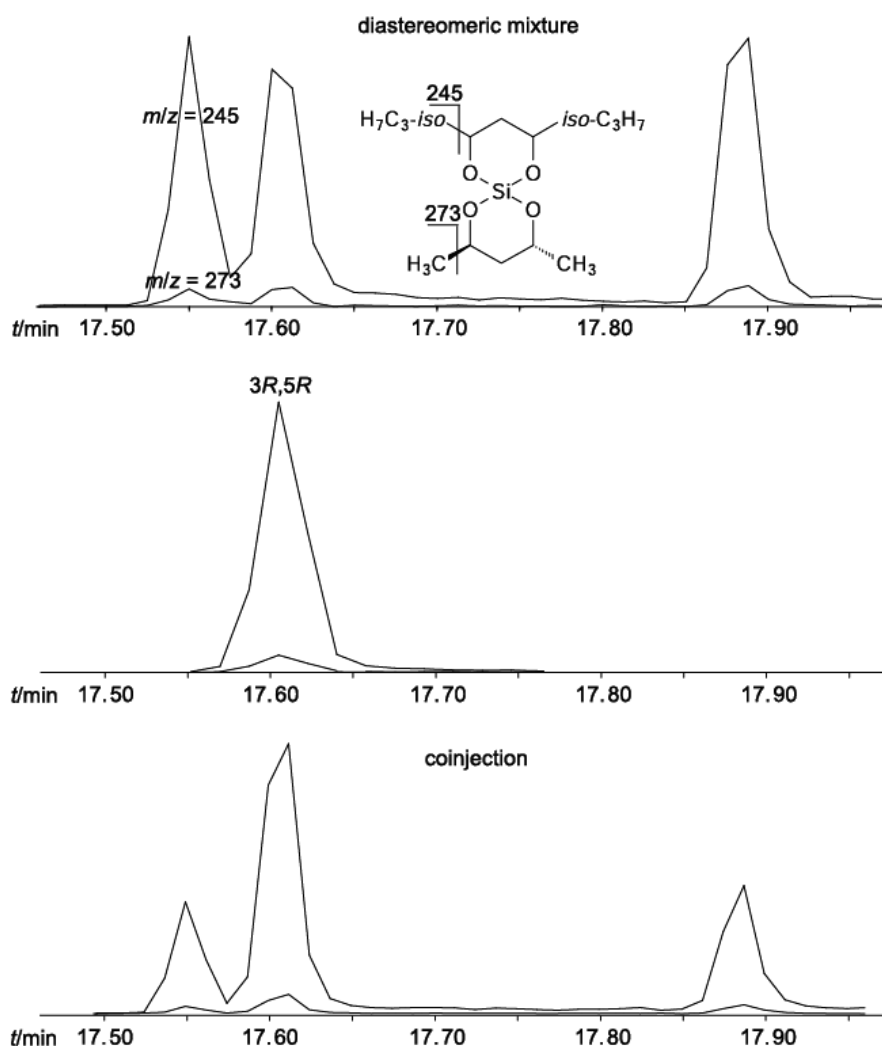 diastereomeric mixture
m/z = 245
245
H₇C₃-iso
iso-C₃H₇
O
O
Si
O
O
273
H₃C
CH₃
m/z = 273
t/min 17.50 17.60 17.70 17.80 17.90
3R,5R
t/min 17.50 17.60 17.70 17.80 17.90
coinjection
t/min 17.50 17.60 17.70 17.80 17.90